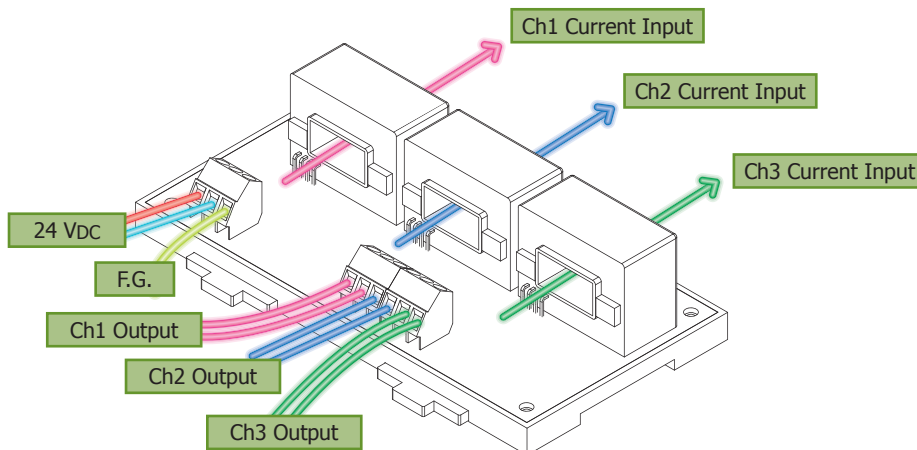 Ch1 Current Input
Ch2 Current Input
Ch3 Current Input
24 VDC
F.G.
Ch1 Output
Ch2 Output
Ch3 Output